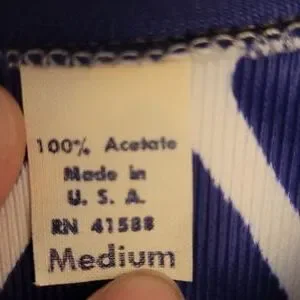 100% Acetate
Made in
U. S. A.
RN 41588
Medium